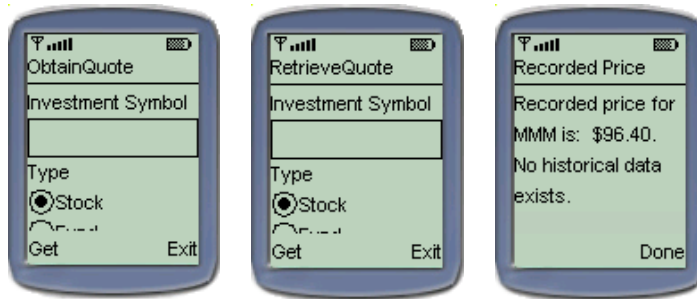 ObtainQuote
Investment Symbol
Type
Stock
Get Exit
RetrieveQuote
Investment Symbol
Type
Stock
Get Exit
Recorded Price
Recorded price for
MMM is: $96.40.
No historical data
exists.
Done